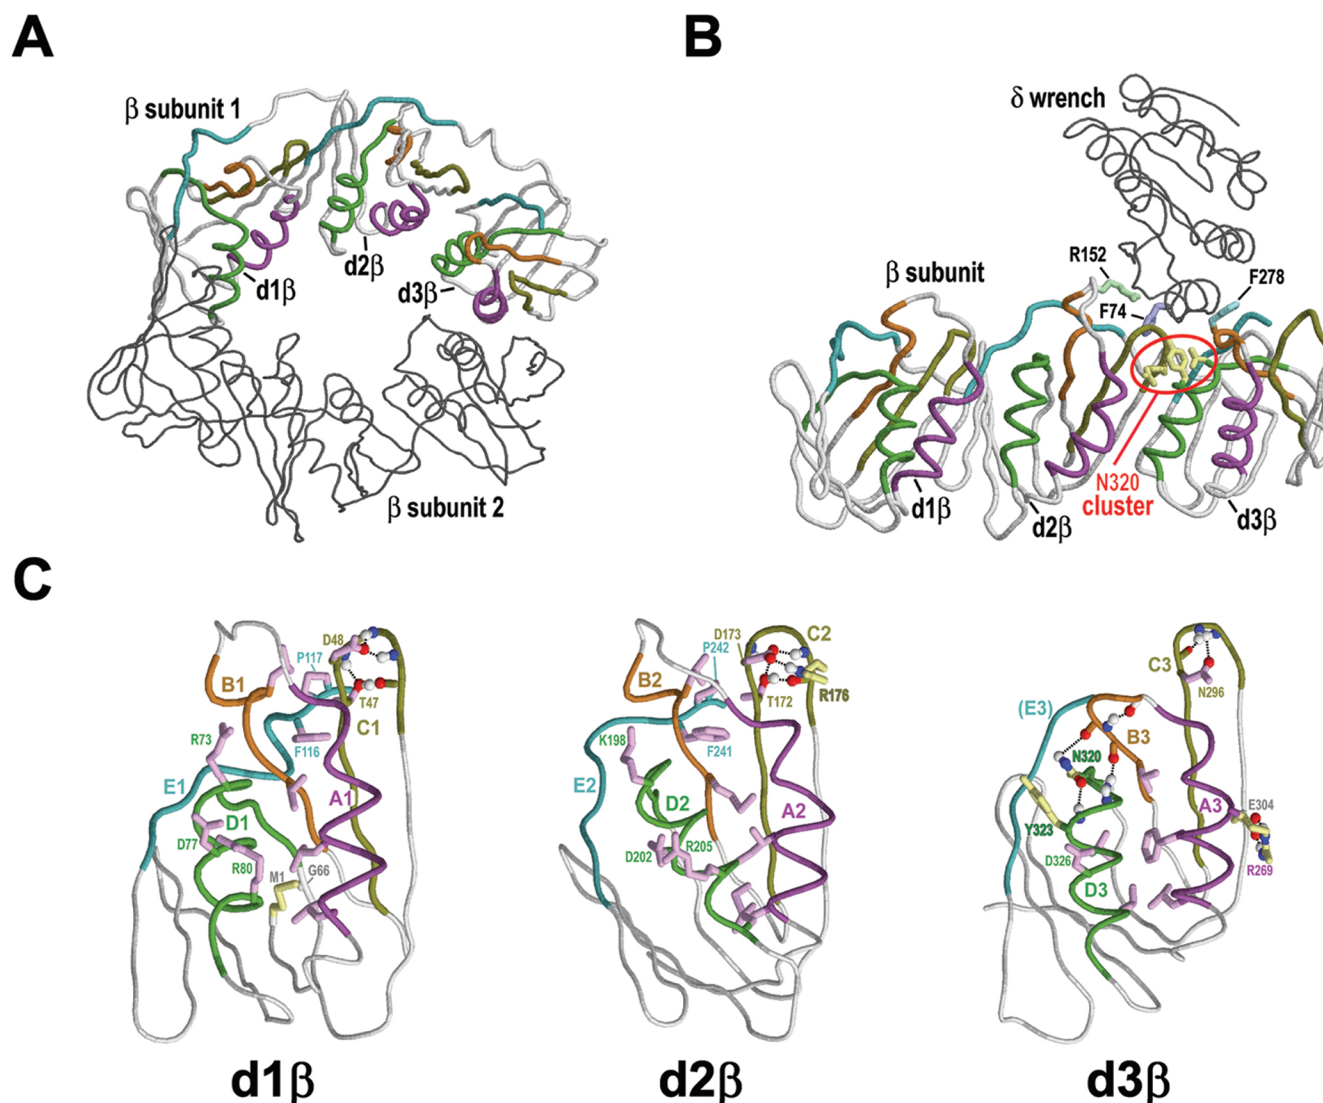 A
β subunit 1
d1β
d2β
d3β
β subunit 2
B
δ wrench
R152
F278
β subunit
F74
d1β
d2β
N320
cluster
d3β
C
D48
P117
B1
T47
C1
R73
F116
E1
A1
D1
D77
R80
M1
G66
d1β
D173
C2
P242
B2
T172
R176
K198
F241
E2
D2
A2
D202
R205
d2β
C3
N296
(E3)
B3
N320
A3
E304
Y323
D326
R269
D3
d3β